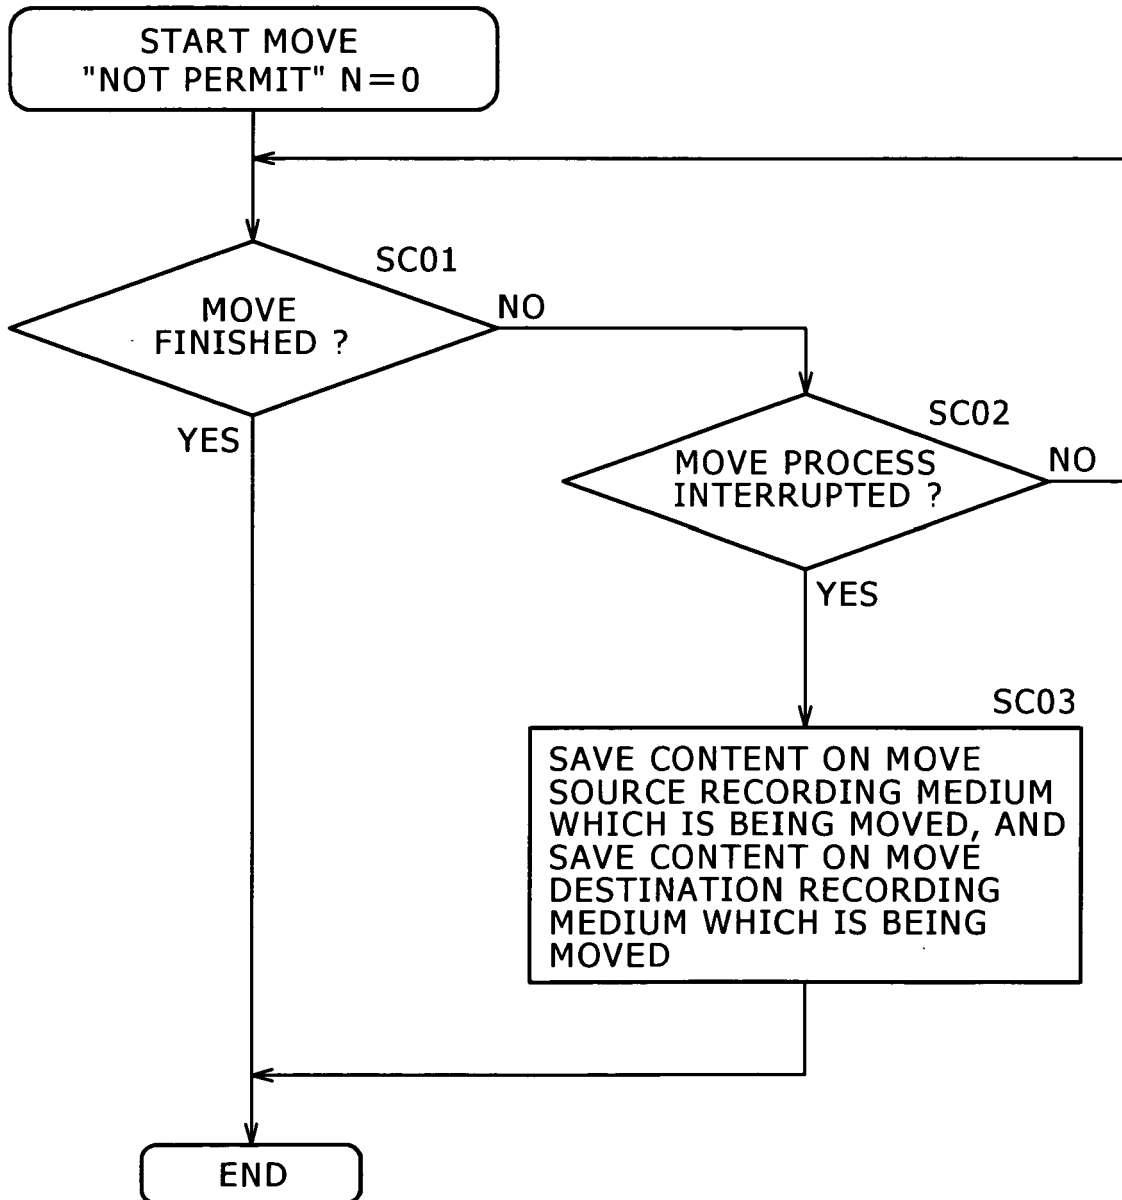 START MOVE
"NOT PERMIT" N=0
SC01
MOVE
FINISHED ?
NO
YES
SC02
MOVE PROCESS
INTERRUPTED ?
NO
YES
SC03
SAVE CONTENT ON MOVE
SOURCE RECORDING MEDIUM
WHICH IS BEING MOVED, AND
SAVE CONTENT ON MOVE
DESTINATION RECORDING
MEDIUM WHICH IS BEING
MOVED
END